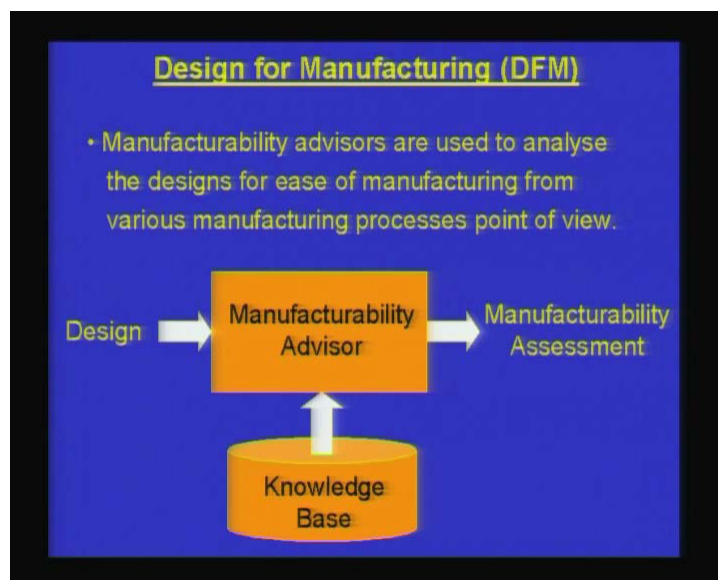 Design for Manufacturing (DFM)
• Manufacturability advisors are used to analyse
the designs for ease of manufacturing from
various manufacturing processes point of view.
Design
Manufacturability
Advisor
Manufacturability
Assessment
Knowledge
Base